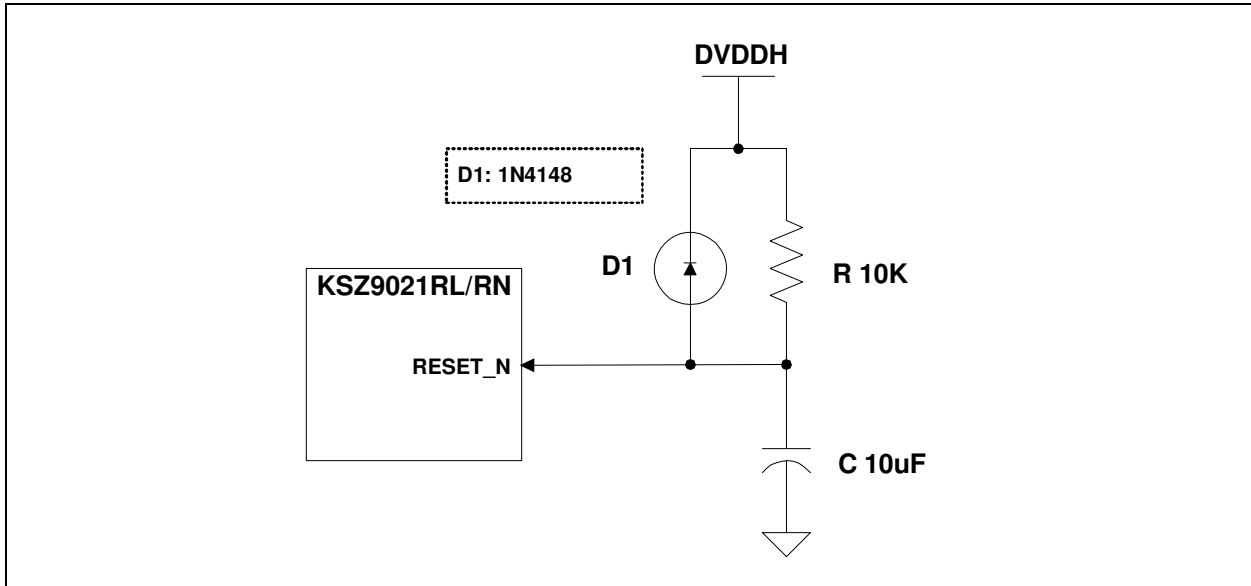 DVDDH
D1: 1N4148
D1
R 10K
KSZ9021RL/RN
RESET_N
C 10uF